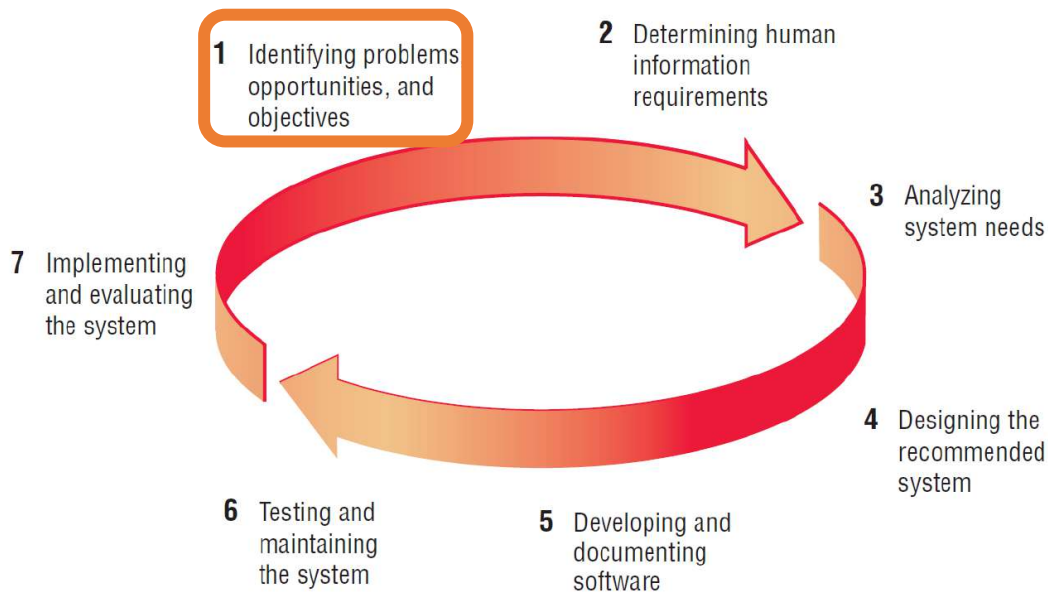 1 Identifying problems
opportunities, and
objectives
2 Determining human
information
requirements
3 Analyzing
system needs
4 Designing the
recommended
system
5 Developing and
documenting
software
6 Testing and
maintaining
the system
7 Implementing
and evaluating
the system